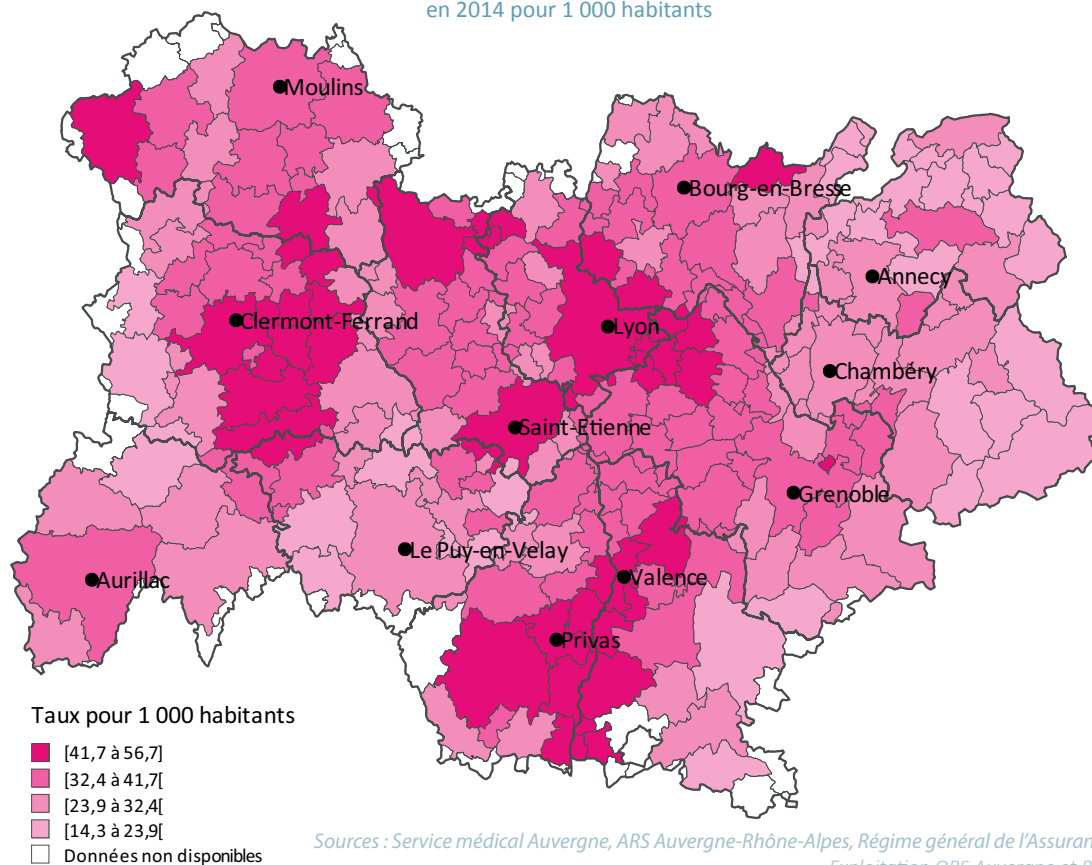 en 2014 pour 1 000 habitants
Moulins
Bourg-en-Bresse
Annecy
Clermont-Ferrand
Lyon
Chambéry
Saint-Etienne
Grenoble
Le Puy-en-Velay
Aurillac
Valence
Privas
Taux pour 1 000 habitants
[41,7 à 56,7]
[32,4 à 41,7[
[23,9 à 32,4[
[14,3 à 23,9[
Données non disponibles
Sources : Service médical Auvergne, ARS Auvergne-Rhône-Alpes, Régime général de l'Assuran